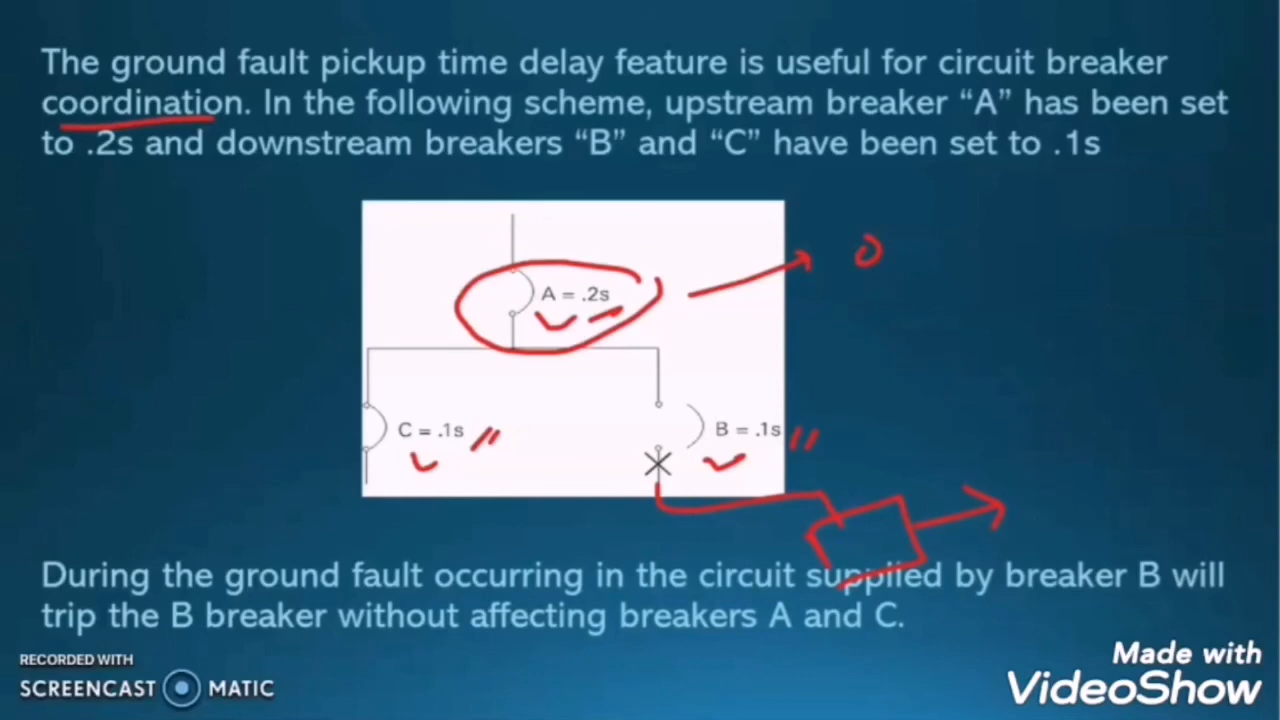 The ground fault pickup time delay feature is useful for circuit breaker
coordination. In the following scheme, upstream breaker “A” has been set
to .2s and downstream breakers “B” and “C” have been set to .1s
A = .2s
C = .1s
B = .1s
During the ground fault occurring in the circuit supplied by breaker B will
trip the B breaker without affecting breakers A and C.
RECORDED WITH
SCREENCAST MATIC
Made with
VideoShow